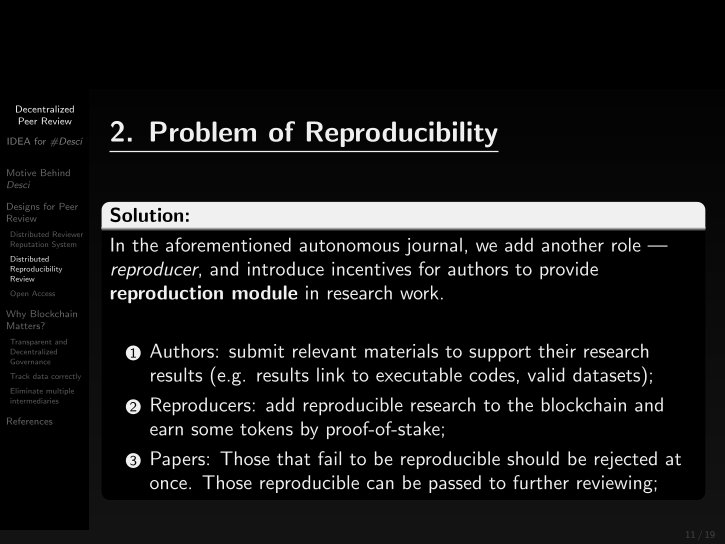 Decentralized
Peer Review
IDEA for #Desci
Motive Behind
Desci
Designs for Peer
Review
Distributed Reviewer
Reputation System
Distributed
Reproducibility
Review
Open Access
Why Blockchain
Matters?
Transparent and
Decentralized
Governance
Track data correctly
Eliminate multiple
intermediaries
References
2. Problem of Reproducibility
Solution:
In the aforementioned autonomous journal, we add another role —
reproducer, and introduce incentives for authors to provide
reproduction module in research work.
1 Authors: submit relevant materials to support their research
results (e.g. results link to executable codes, valid datasets);
2 Reproducers: add reproducible research to the blockchain and
earn some tokens by proof-of-stake;
3 Papers: Those that fail to be reproducible should be rejected at
once. Those reproducible can be passed to further reviewing;
11 / 19